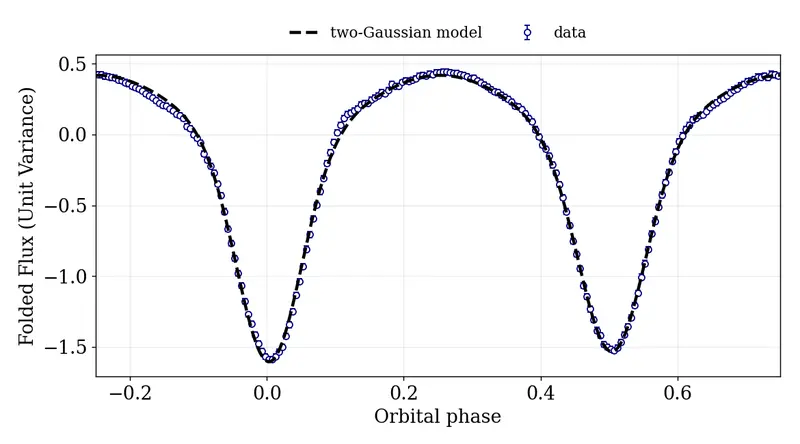 two-Gaussian model
data
Folded Flux (Unit Variance)
0.5
0.0
−0.5
−1.0
−1.5
−0.2
0.0
0.2
0.4
0.6
Orbital phase